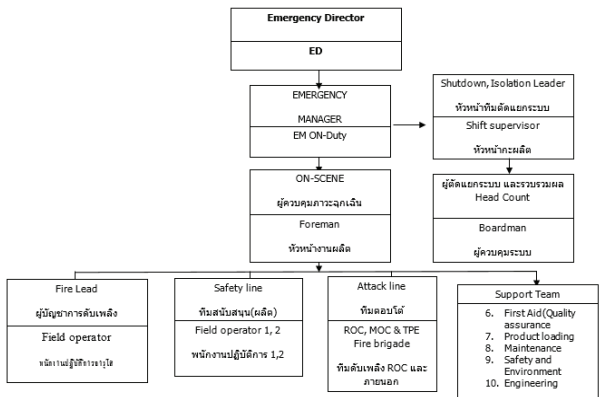 Emergency Director
ED
EMERGENCY
MANAGER
EM ON-Duty
Shutdown, Isolation Leader
หัวหน้าทีมตัดแยกระบบ
Shift supervisor
หัวหน้ากะผลิต
ON-SCENE
ผู้ควบคุมภาวะฉุกเฉิน
Foreman
หัวหน้างานผลิต
ผู้ตัดแยกระบบ และรวบรวมผล
Head Count
Boardman
ผู้ควบคุมระบบ
Fire Lead
ผู้บัญชาการดับเพลิง
Field operator
Safety line
ทีมสนับสนุน(ผลิต)
Field operator 1, 2
พนักงานปฏิบัติการ 1,2
Attack line
ทีมตอบโต้
ROC, MOC & TPE
Fire brigade
ทีมดับเพลิง ROC และ
ภายนอก
Support Team
6. First Aid(Quality
assurance
7. Product loading
8. Maintenance
9. Safety and
Environment
10. Engineering